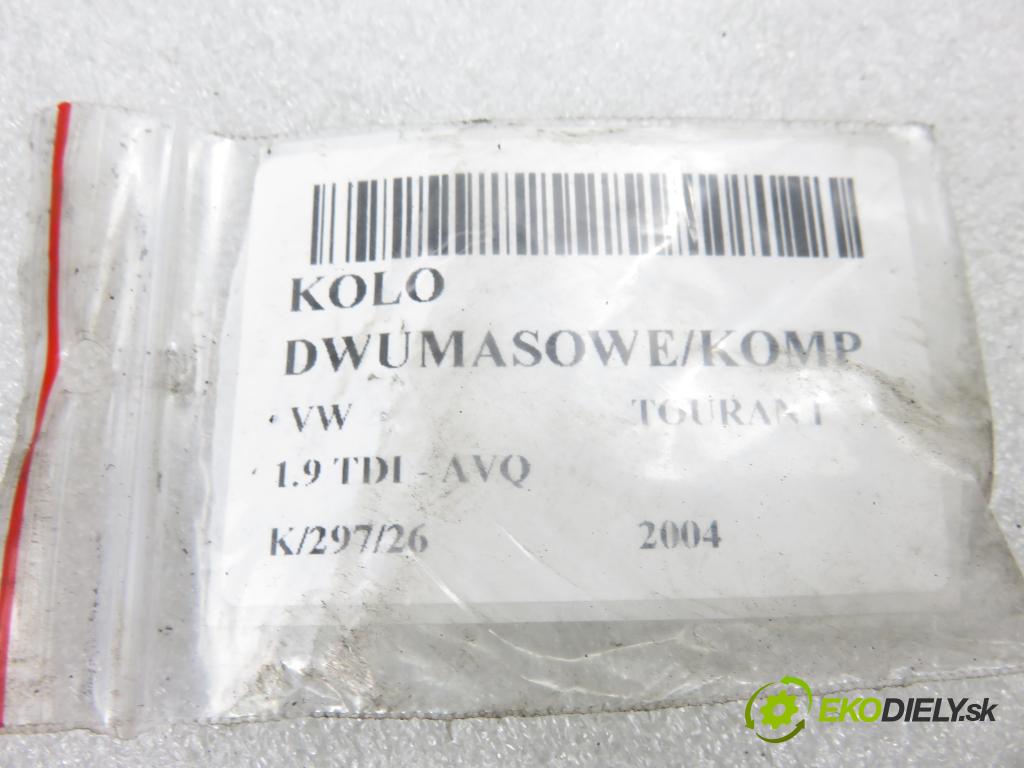 KOLO
DWUMASOWE/KOMP
VW TOURAN I
1.9 TDI - AVQ
K/297/26 2004
EKODIELY.sk